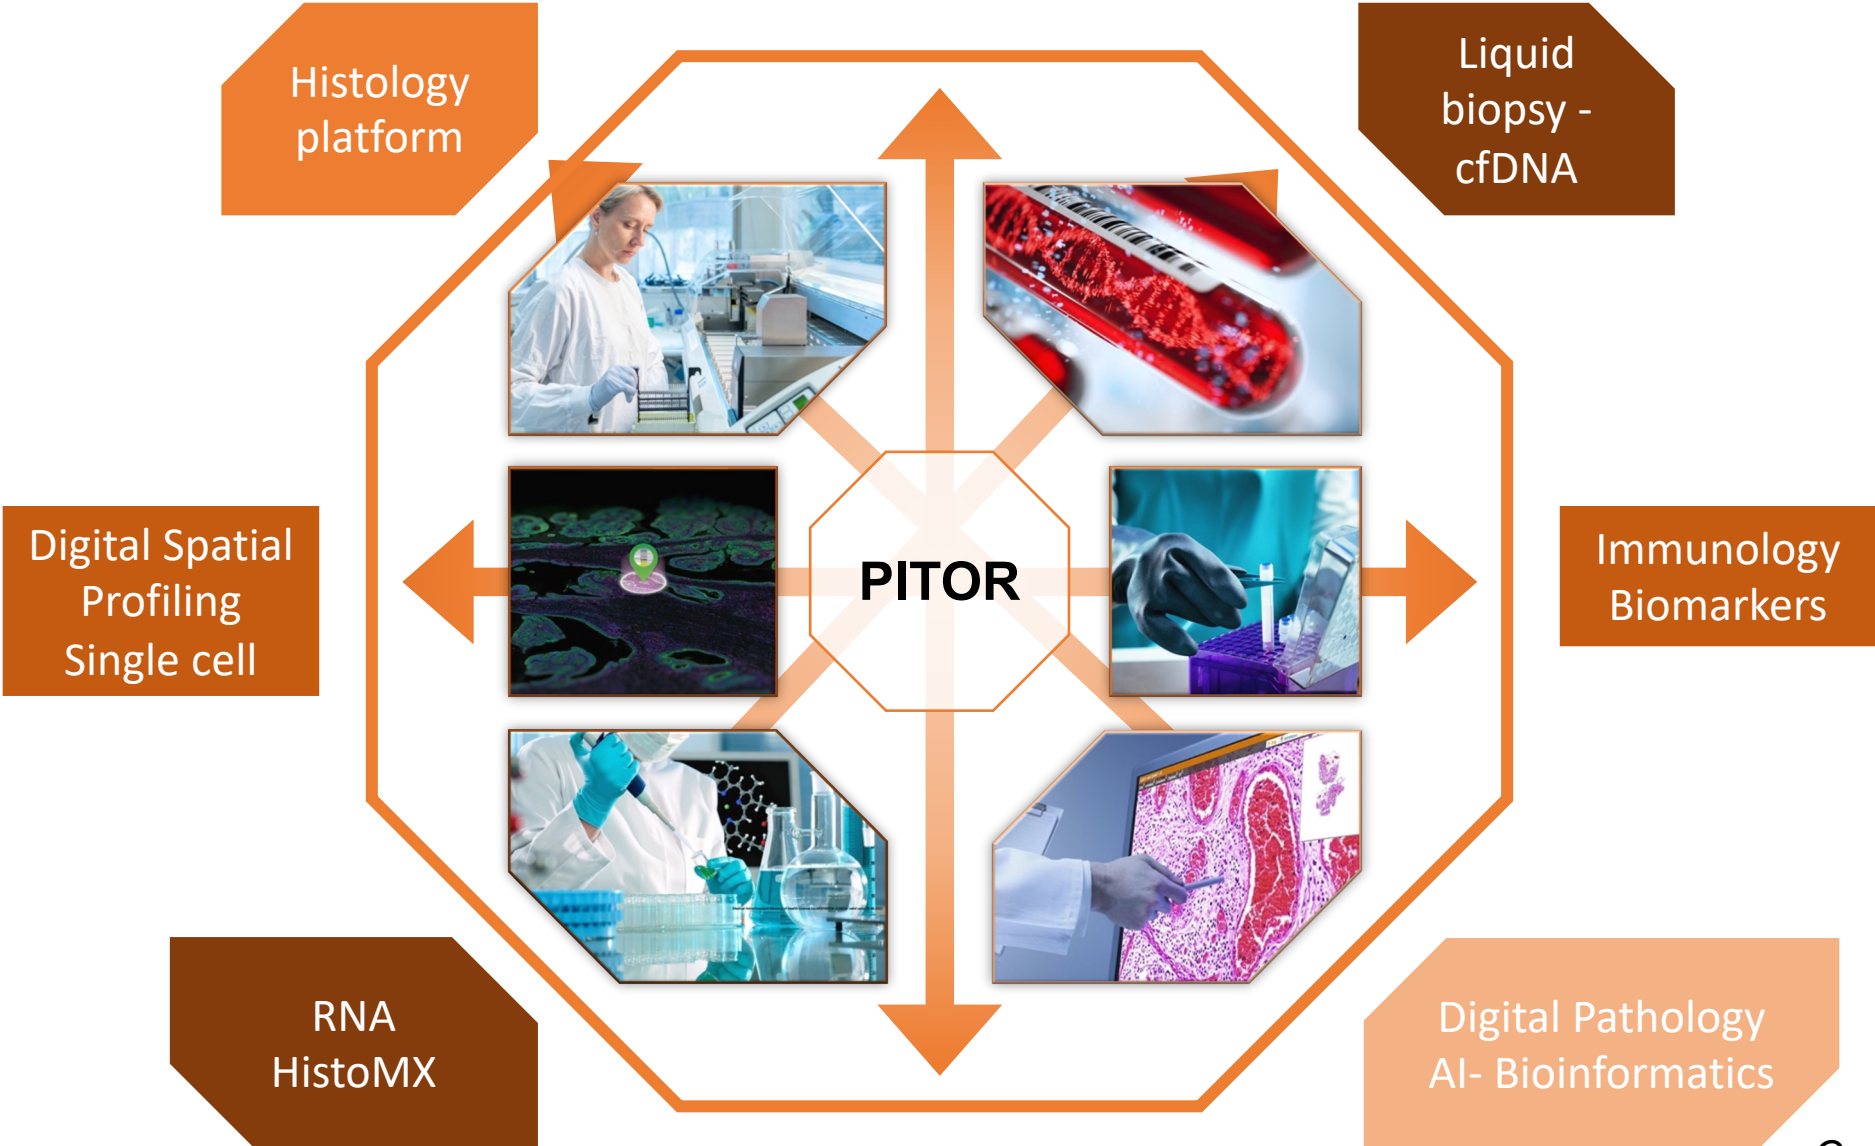 Histology
platform
Liquid
biopsy -
cfDNA
Digital Spatial
Profiling
Single cell
PITOR
Immunology
Biomarkers
RNA
HistoMX
Digital Pathology
AI- Bioinformatics